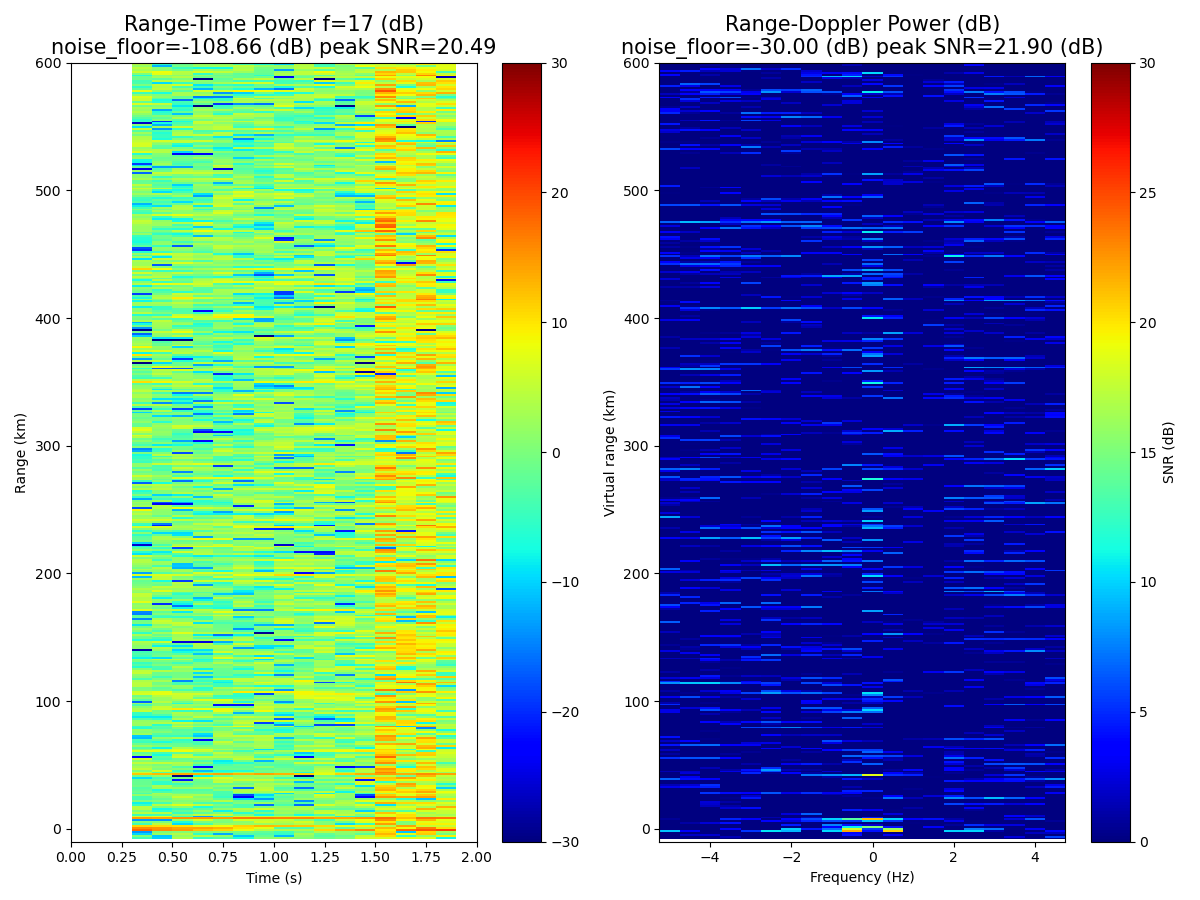 Range-Time Power f=17 (dB)
noise_floor=-108.66 (dB) peak SNR=20.49
Range (km)
600
500
400
300
200
100
0
0.00 0.25 0.50 0.75 1.00 1.25 1.50 1.75 2.00
Time (s)
30
20
10
0
−10
−20
−30
Range-Doppler Power (dB)
noise_floor=-30.00 (dB) peak SNR=21.90 (dB)
Virtual range (km)
600
500
400
300
200
100
0
−4 −2 0 2 4
Frequency (Hz)
30
25
20
15
10
5
0
SNR (dB)